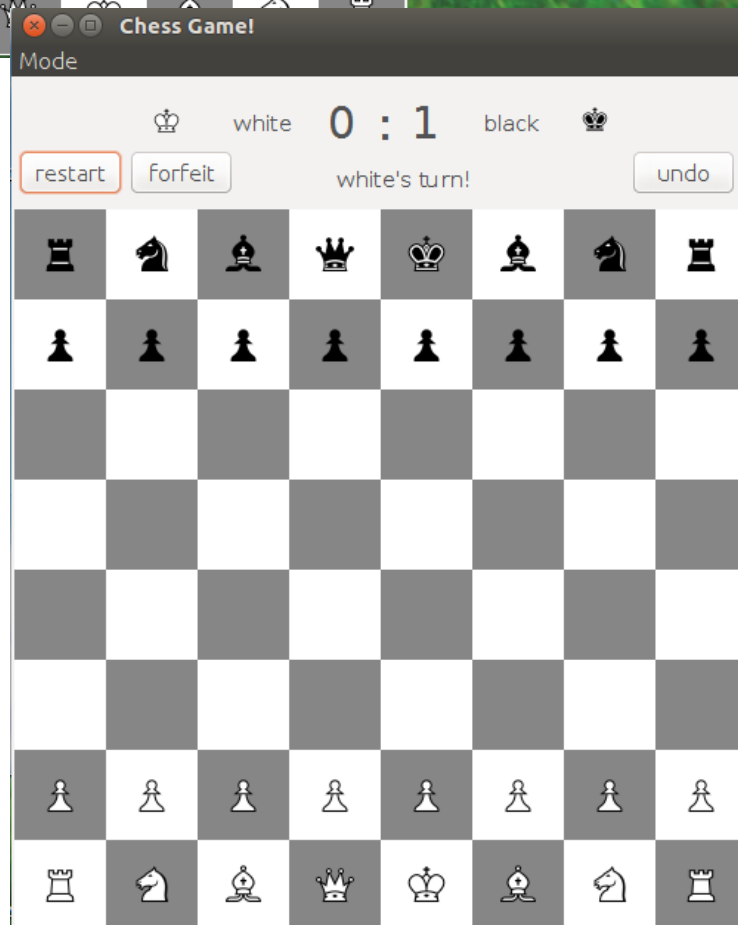 Chess Game!
Mode
white 0 : 1 black
restart forfeit white's turn! undo